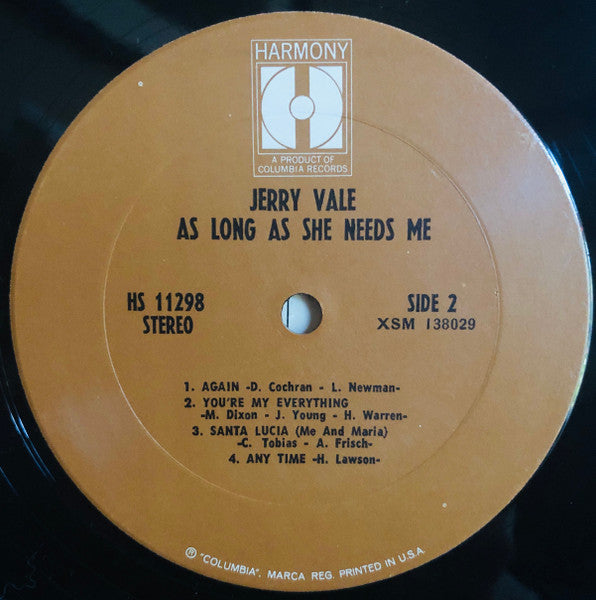 HARMONY
H
A PRODUCT OF
COLUMBIA RECORDS
JERRY VALE
AS LONG AS SHE NEEDS ME
HS 11298
STEREO
SIDE 2
XSM 138029
1. AGAIN -D. Cochran - L. Newman-
2. YOU'RE MY EVERYTHING
-M. Dixon - J. Young - H. Warren-
3. SANTA LUCIA (Me And Maria)
-C. Tobias - A. Frisch-
4. ANY TIME -H. Lawson-
® "COLUMBIA". MARCA REG. PRINTED IN U.S.A.